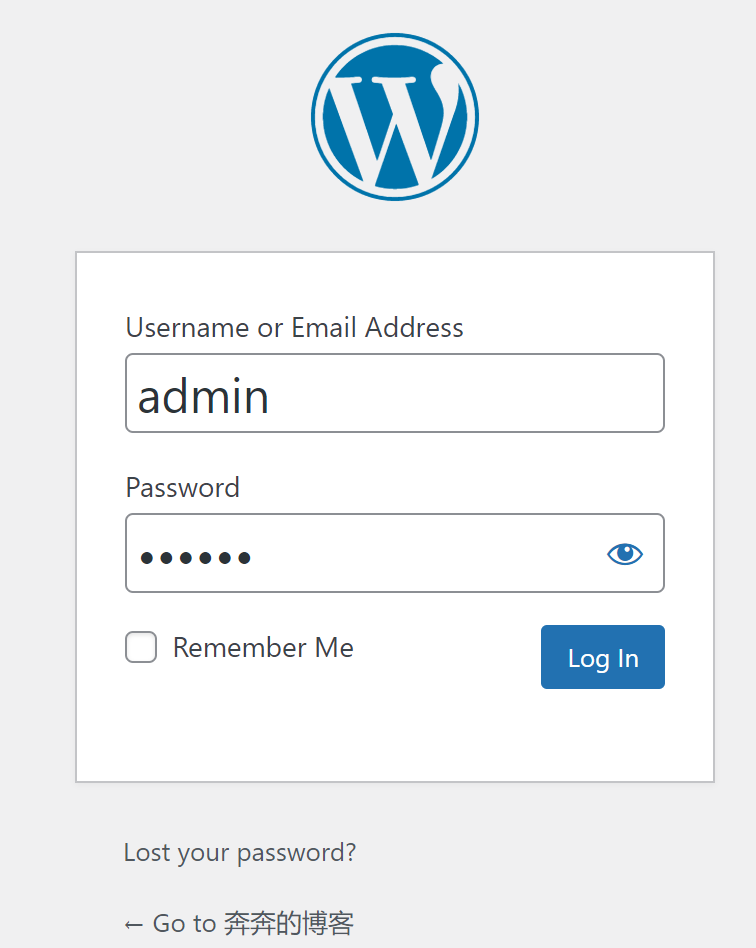 Username or Email Address
admin
Password
••••••
Remember Me
Log In
Lost your password?
← Go to 奔奔的博客